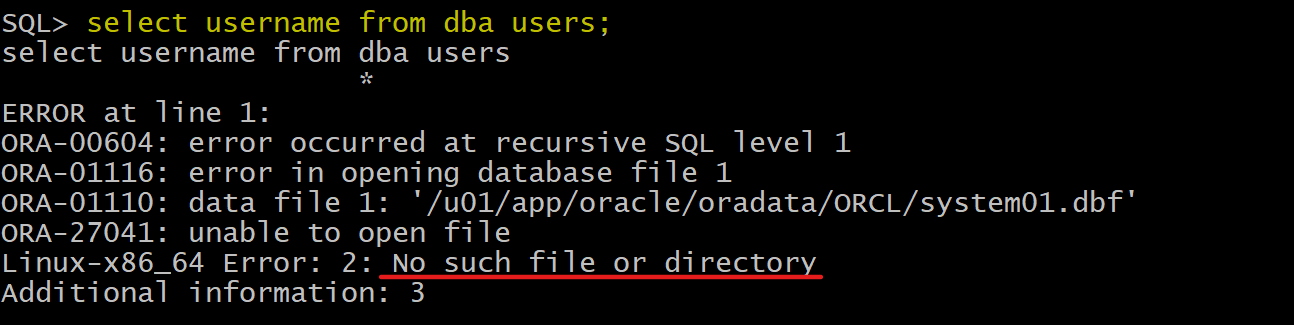 SQL> select username from dba users;
select username from dba users
*
ERROR at line 1:
ORA-00604: error occurred at recursive SQL level 1
ORA-01116: error in opening database file 1
ORA-01110: data file 1: '/u01/app/oracle/oradata/ORCL/system01.dbf'
ORA-27041: unable to open file
Linux-x86_64 Error: 2: No such file or directory
Additional information: 3